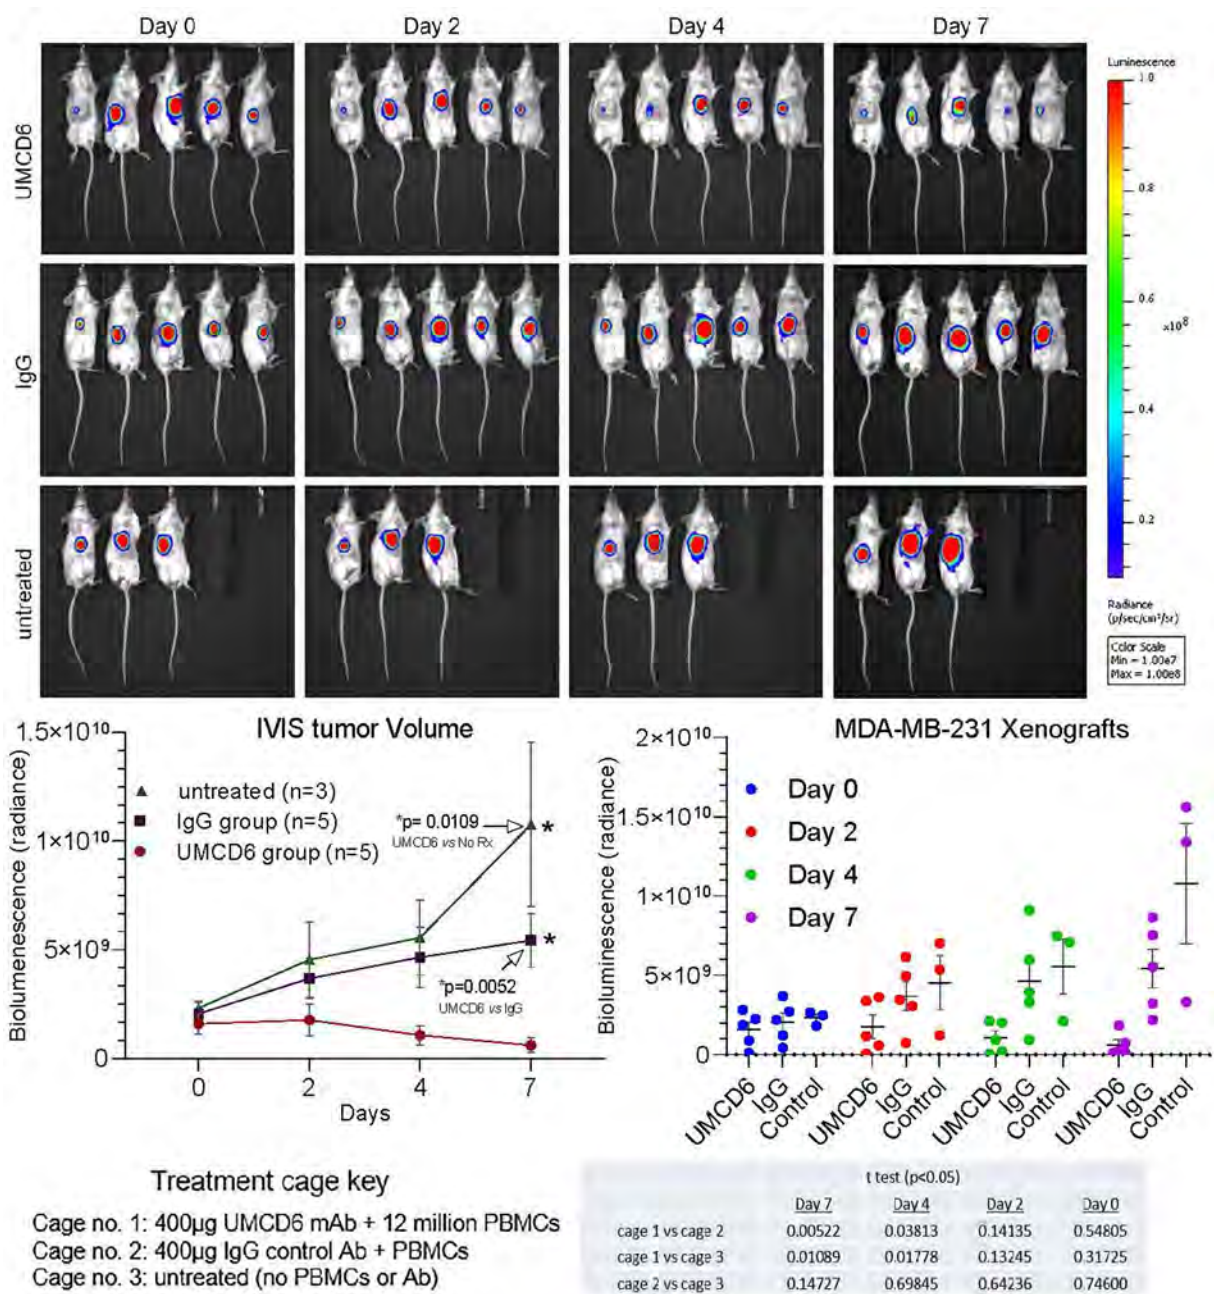 Day 0
Day 2
Day 4
Day 7
UMCD6
IgG
untreated
Luminescence
1.0
0.8
0.6
×10⁸
0.4
0.2
Radiance
(p/sec/cm²/sr)
Color Scale
Min = 1.00e7
Max = 1.00e8
IVIS tumor Volume
Biolumenescence (radiance)
1.5×10¹⁰
1×10¹⁰
5×10⁹
0
untreated (n=3)
IgG group (n=5)
UMCD6 group (n=5)
*p= 0.0109
UMCD6 vs No Rx
*
*
*p=0.0052
UMCD6 vs IgG
0 2 4 7
Days
MDA-MB-231 Xenografts
Bioluminescence (radiance)
2×10¹⁰
1.5×10¹⁰
1×10¹⁰
5×10⁹
0
Day 0
Day 2
Day 4
Day 7
UMCD6 IgG Control UMCD6 IgG Control UMCD6 IgG Control UMCD6 IgG Control
Treatment cage key
Cage no. 1: 400µg UMCD6 mAb + 12 million PBMCs
Cage no. 2: 400µg IgG control Ab + PBMCs
Cage no. 3: untreated (no PBMCs or Ab)
t test (p<0.05)
Day 7 Day 4 Day 2 Day 0
cage 1 vs cage 2 0.00522 0.03813 0.14135 0.54805
cage 1 vs cage 3 0.01089 0.01778 0.13245 0.31725
cage 2 vs cage 3 0.14727 0.69845 0.64236 0.74600